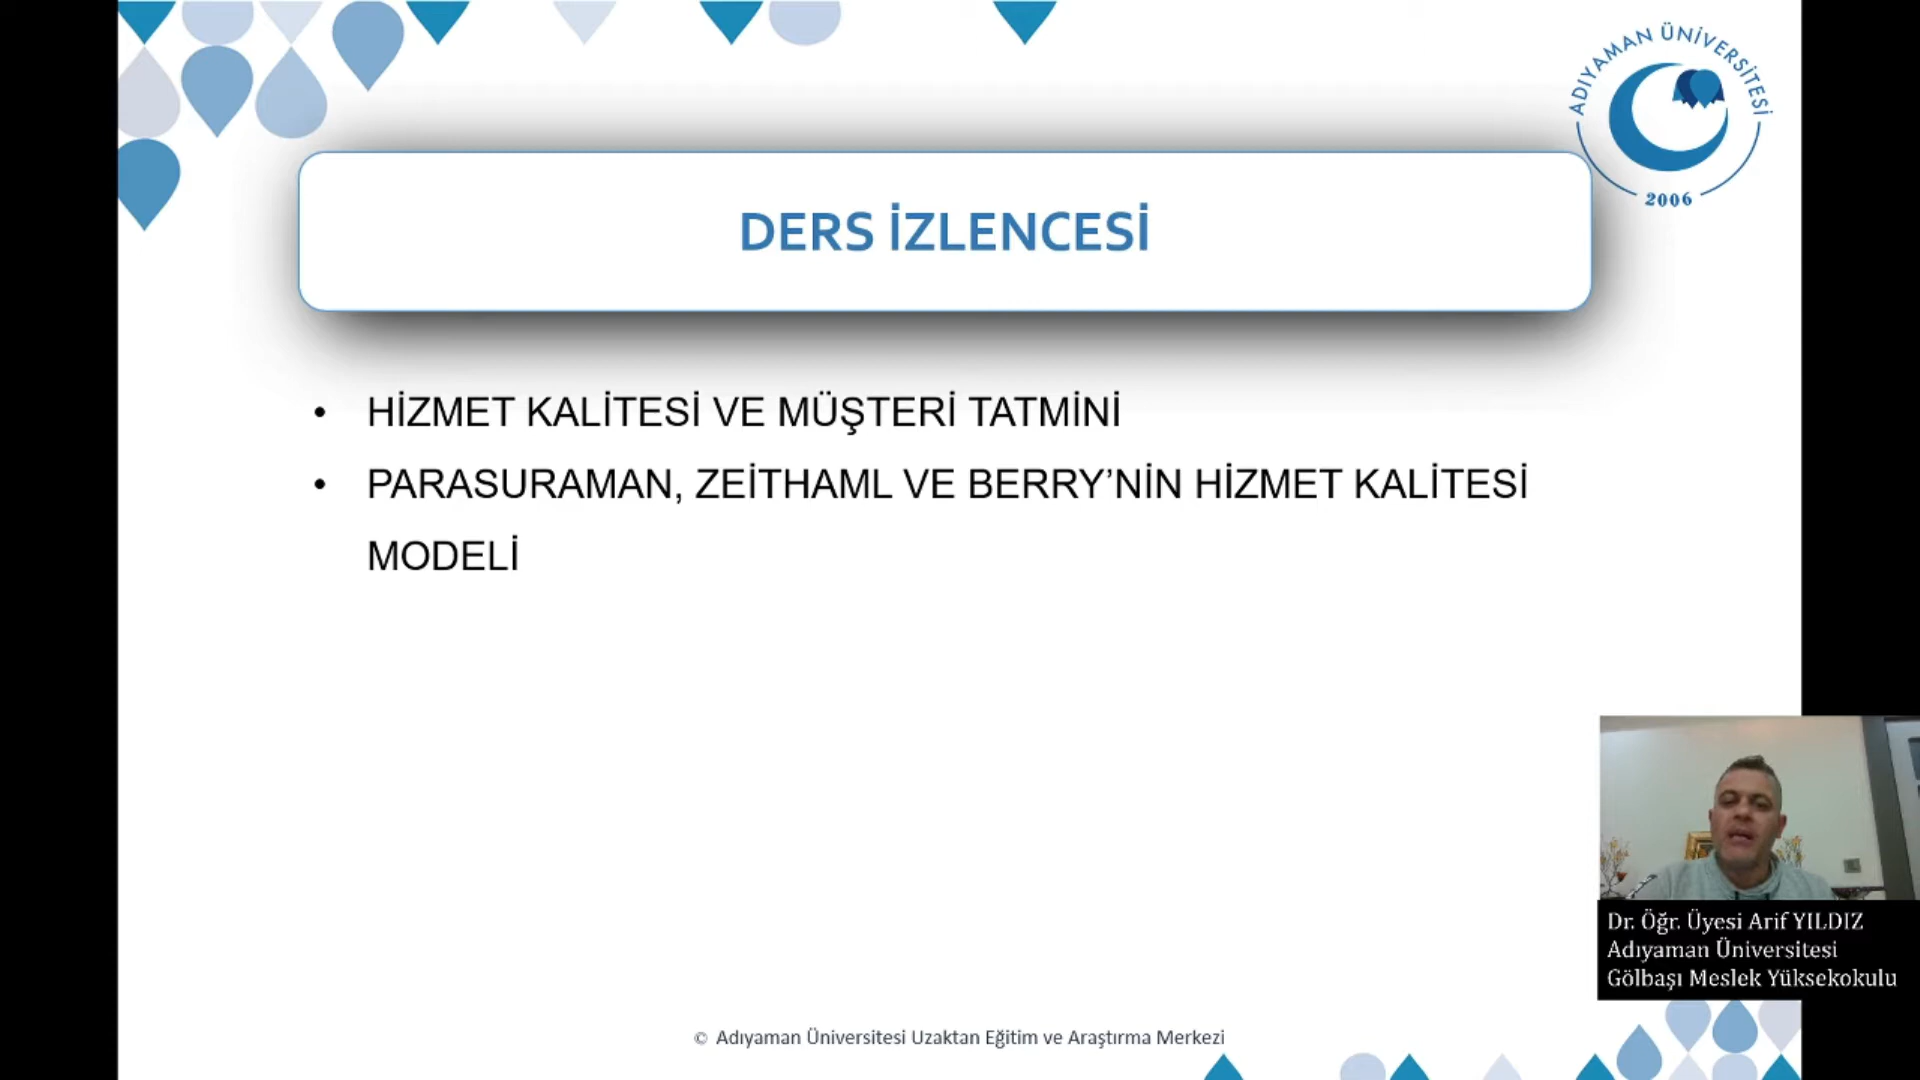 ADIYAMAN ÜNİVERSİTESİ
2006
DERS İZLENCESİ
• HİZMET KALİTESİ VE MÜŞTERİ TATMİNİ
• PARASURAMAN, ZEİTHAML VE BERRY’NİN HİZMET KALİTESİ
MODELİ
Dr. Öğr. Üyesi Arif YILDIZ
Adıyaman Üniversitesi
Gölbaşı Meslek Yüksekokulu
© Adıyaman Üniversitesi Uzaktan Eğitim ve Araştırma Merkezi